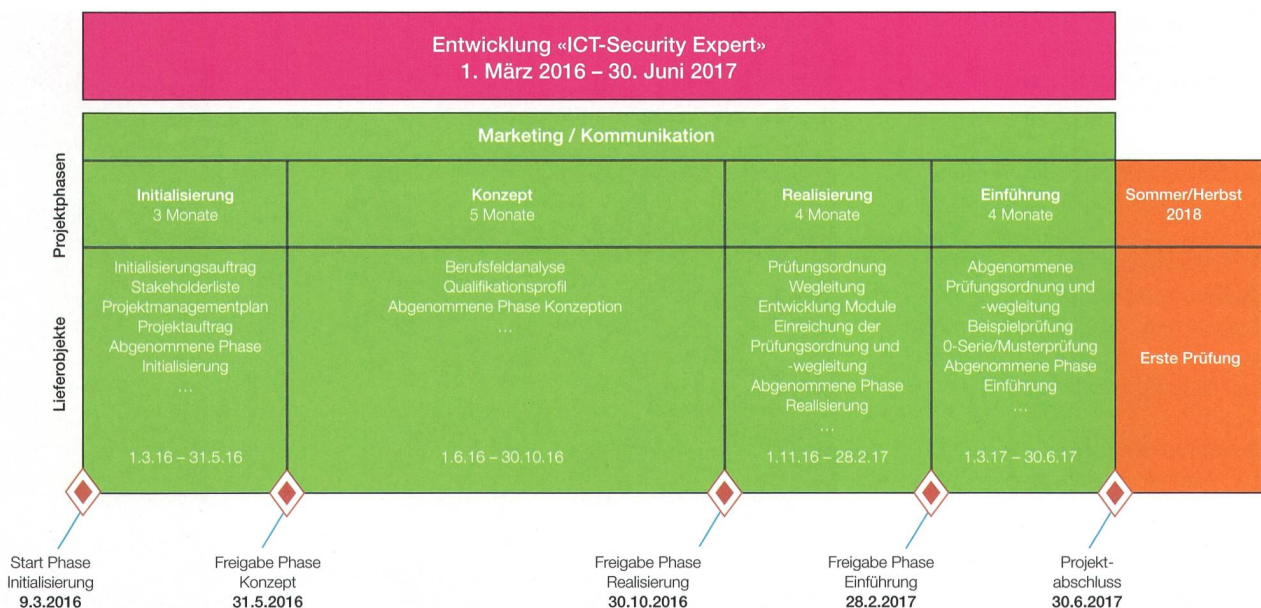 Entwicklung «ICT-Security Expert»
1. März 2016 – 30. Juni 2017
Marketing / Kommunikation
Projektphasen
Initialisierung
3 Monate
Konzept
5 Monate
Realisierung
4 Monate
Einführung
4 Monate
Sommer/Herbst
2018
Lieferobjekte
Initialisierungsauftrag
Stakeholderliste
Projektmanagementplan
Projektauftrag
Abgenommene Phase
Initialisierung
...
1.3.16 – 31.5.16
Berufsfeldanalyse
Qualifikationsprofil
Abgenommene Phase Konzeption
...
1.6.16 – 30.10.16
Prüfungsordnung
Wegleitung
Entwicklung Module
Einreichung der
Prüfungsordnung und
-wegleitung
Abgenommene Phase
Realisierung
...
1.11.16 – 28.2.17
Abgenommene
Prüfungsordnung und
-wegleitung
Beispielprüfung
0-Serie/Musterprüfung
Abgenommene Phase
Einführung
...
1.3.17 – 30.6.17
Erste Prüfung
Start Phase
Initialisierung
9.3.2016
Freigabe Phase
Konzept
31.5.2016
Freigabe Phase
Realisierung
30.10.2016
Freigabe Phase
Einführung
28.2.2017
Projekt-
abschluss
30.6.2017